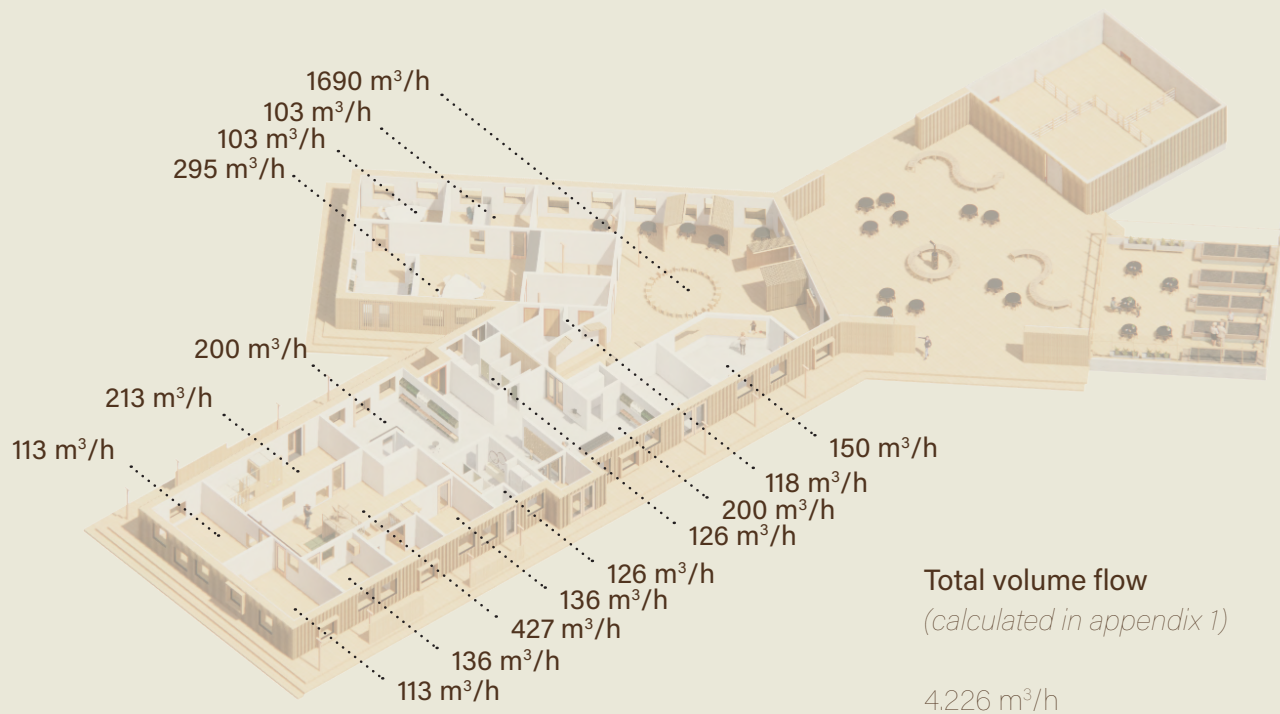 1690 m³/h
103 m³/h
103 m³/h
295 m³/h
200 m³/h
213 m³/h
113 m³/h
150 m³/h
118 m³/h
200 m³/h
126 m³/h
126 m³/h
136 m³/h
427 m³/h
136 m³/h
113 m³/h
Total volume flow
(calculated in appendix 1)
4.226 m³/h